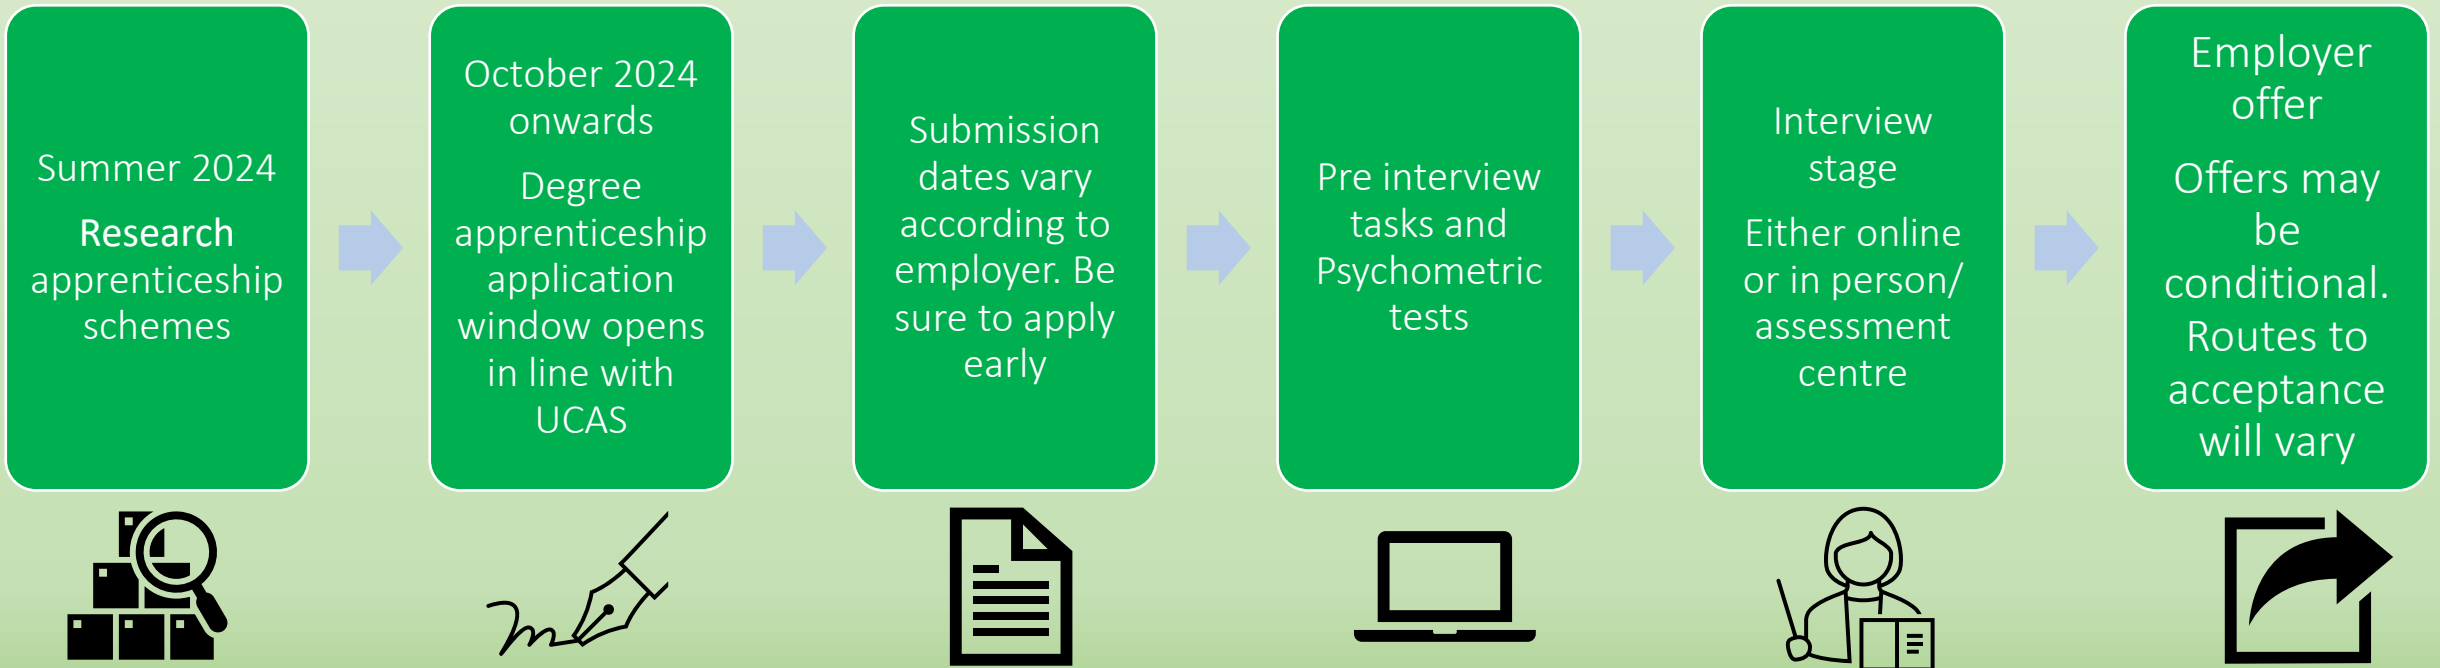 Summer 2024
Research
apprenticeship
schemes
October 2024
onwards
Degree
apprenticeship
application
window opens
in line with
UCAS
Submission
dates vary
according to
employer. Be
sure to apply
early
Pre interview
tasks and
Psychometric
tests
Interview
stage
Either online
or in person/
assessment
centre
Employer
offer
Offers may
be
conditional.
Routes to
acceptance
will vary